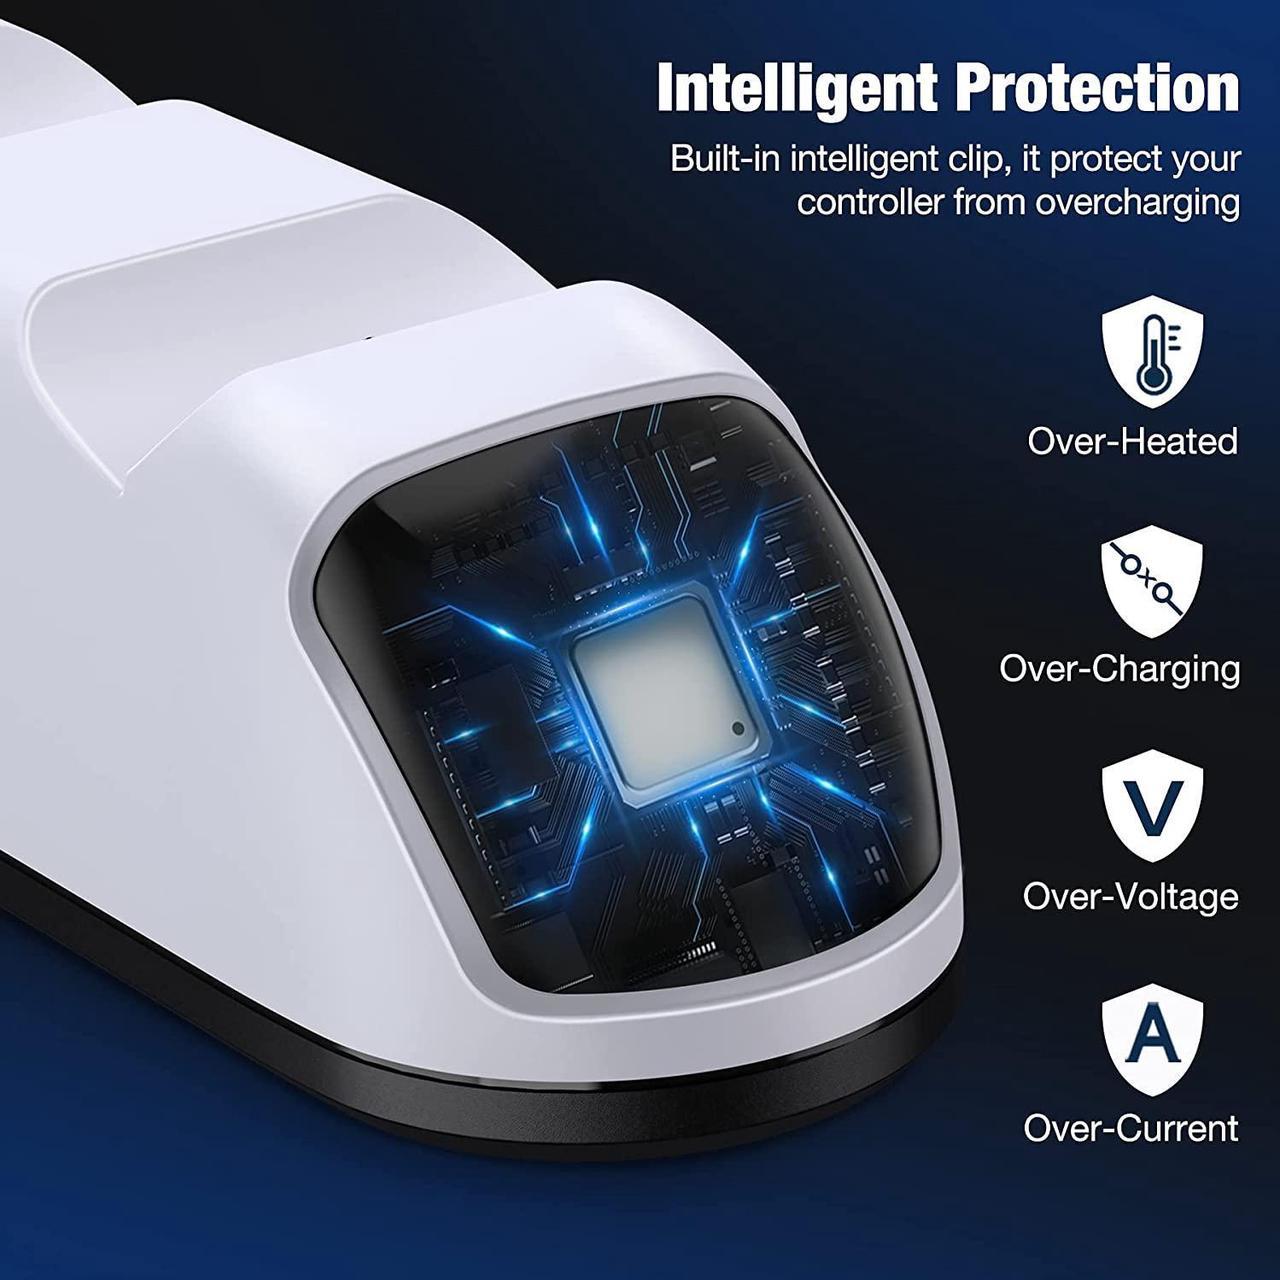 Intelligent Protection
Built-in intelligent clip, it protect your
controller from overcharging
Over-Heated
Over-Charging
V
Over-Voltage
A
Over-Current